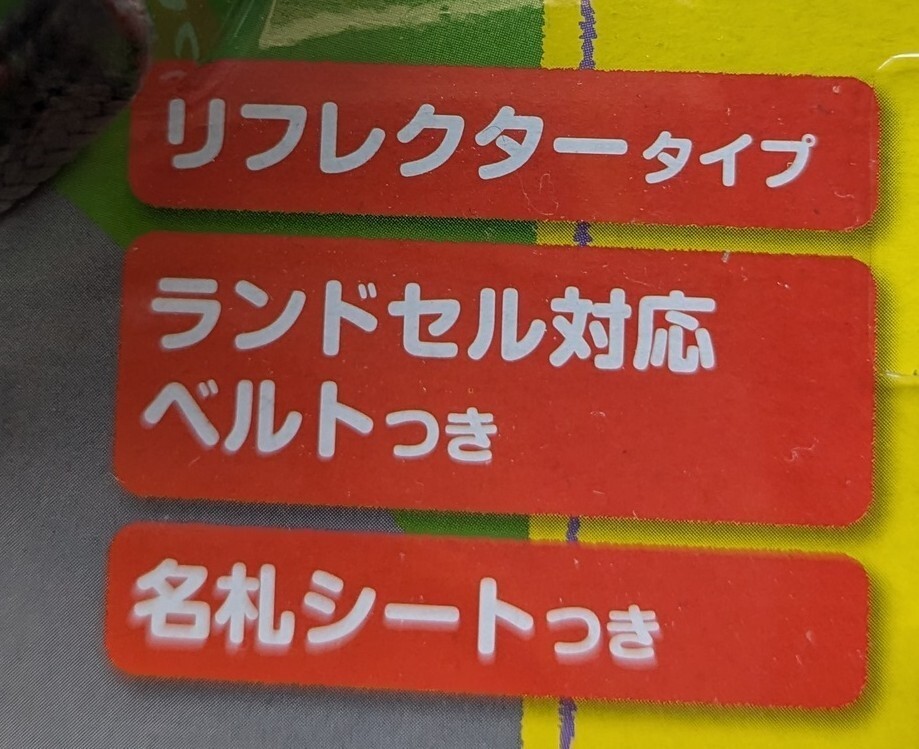 リフレクタータイプ
ランドセル対応
ベルトつき
名札シートつき